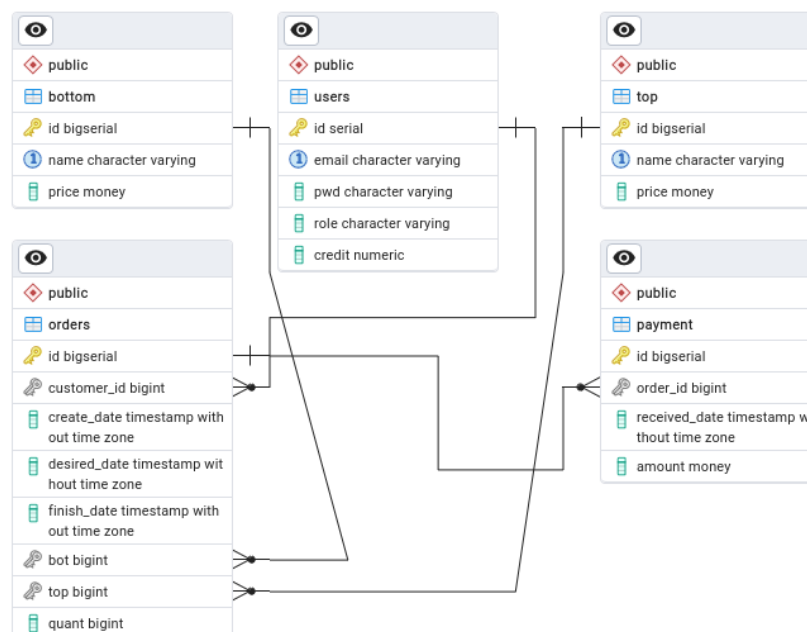 public
bottom
id bigserial
name character varying
price money
public
users
id serial
email character varying
pwd character varying
role character varying
credit numeric
public
top
id bigserial
name character varying
price money
public
orders
id bigserial
customer_id bigint
create_date timestamp with
out time zone
desired_date timestamp wit
hout time zone
finish_date timestamp with
out time zone
bot bigint
top bigint
quant bigint
public
payment
id bigserial
order_id bigint
received_date timestamp w
thout time zone
amount money